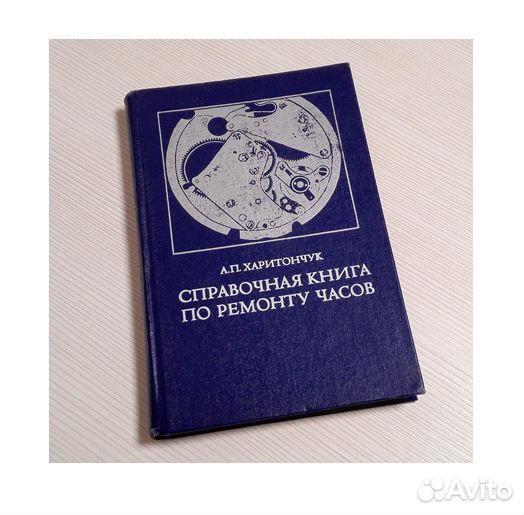 А.П. ХАРИТОНЧУК
СПРАВОЧНАЯ КНИГА
ПО РЕМОНТУ ЧАСОВ
Avito